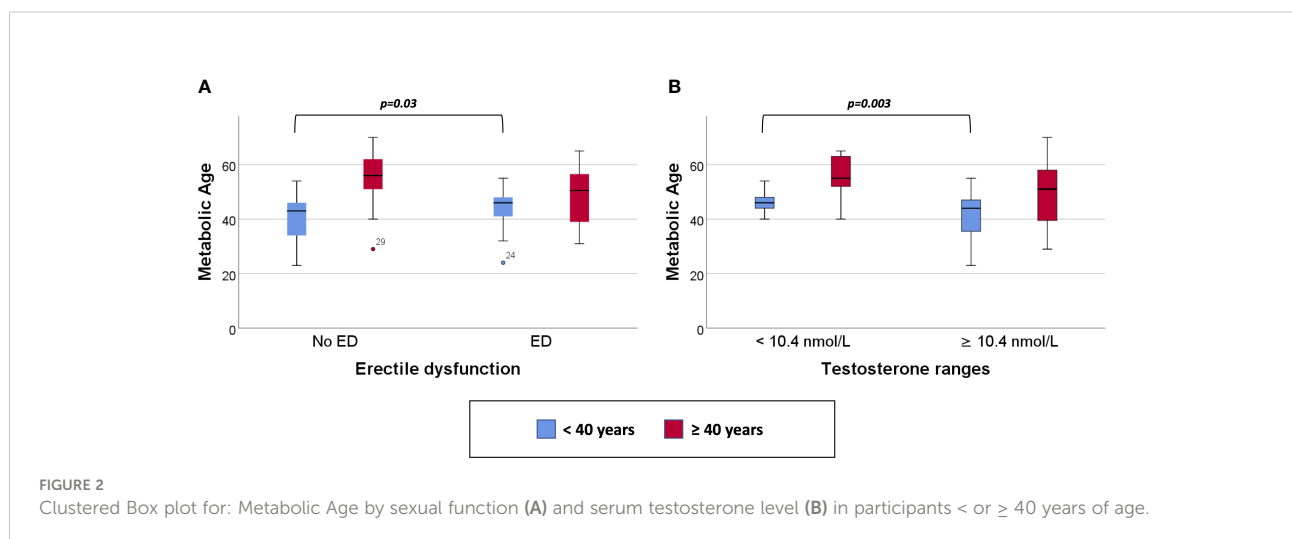 A
p=0.03
Metabolic Age
60
40
20
0
29
24
No ED
ED
Erectile dysfunction
B
p=0.003
Metabolic Age
60
40
20
0
< 10.4 nmol/L
≥ 10.4 nmol/L
Testosterone ranges
< 40 years
≥ 40 years
FIGURE 2
Clustered Box plot for: Metabolic Age by sexual function (A) and serum testosterone level (B) in participants < or ≥ 40 years of age.